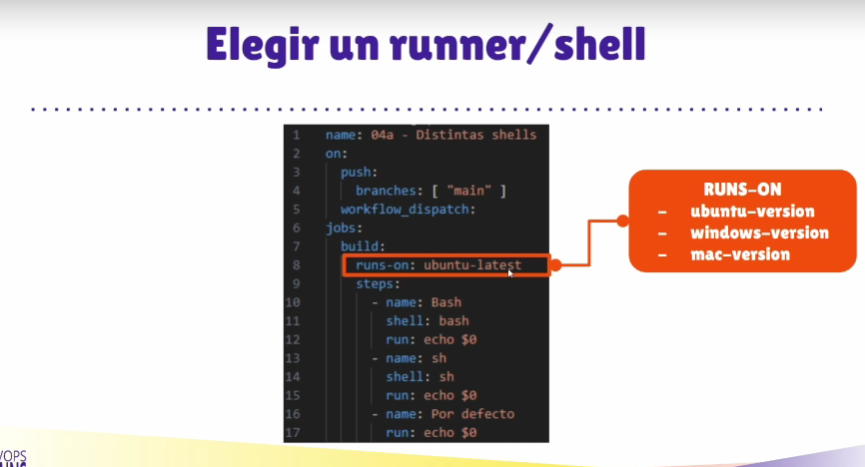 Elegir un runner/shell
1 name: 04a - Distintas shells
2 on:
3 push:
4 branches: [ "main" ]
5 workflow_dispatch:
6 jobs:
7 build:
8 runs-on: ubuntu-latest
9 steps:
10 - name: Bash
11 shell: bash
12 run: echo $0
13 - name: sh
14 shell: sh
15 run: echo $0
16 - name: Por defecto
17 run: echo $0
RUNS-ON
- ubuntu-version
- windows-version
- mac-version